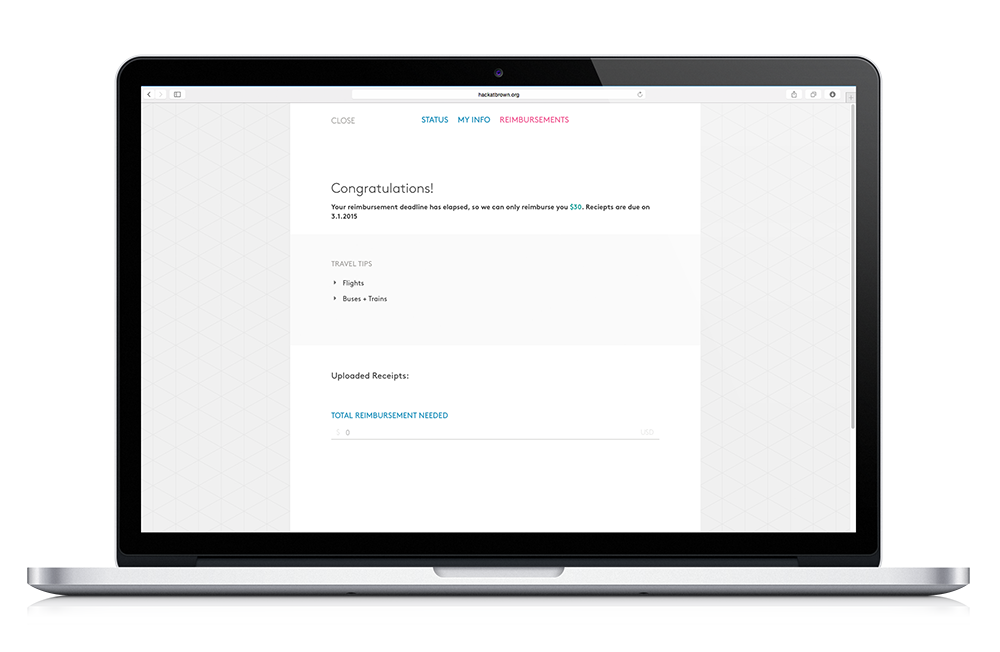 hackatbrown.org
CLOSE STATUS MY INFO REIMBURSEMENTS
Congratulations!
Your reimbursement deadline has elapsed, so we can only reimburse you $30. Reciepts are due on
3.1.2015
TRAVEL TIPS
Flights
Buses + Trains
Uploaded Receipts:
TOTAL REIMBURSEMENT NEEDED
$ 0 USD